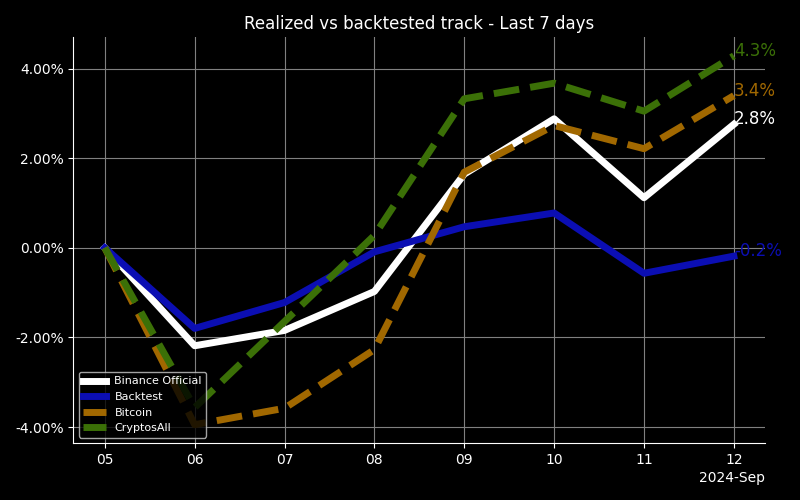 Realized vs backtested track - Last 7 days
4.00%
2.00%
0.00%
-2.00%
-4.00%
4.3%
3.4%
2.8%
-0.2%
Binance Official
Backtest
Bitcoin
CryptosAll
05 06 07 08 09 10 11 12
2024-Sep